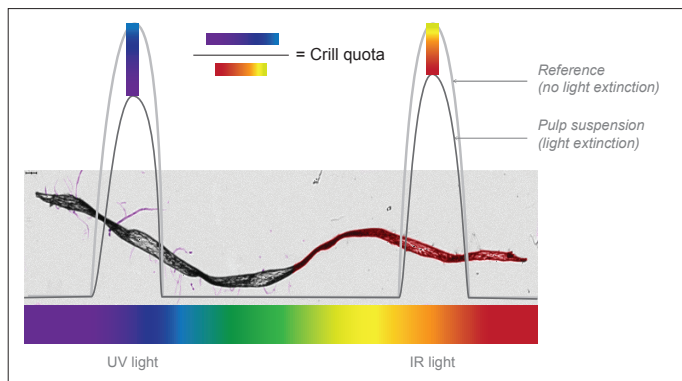 = Crill quota
Reference
(no light extinction)
Pulp suspension
(light extinction)
UV light
IR light